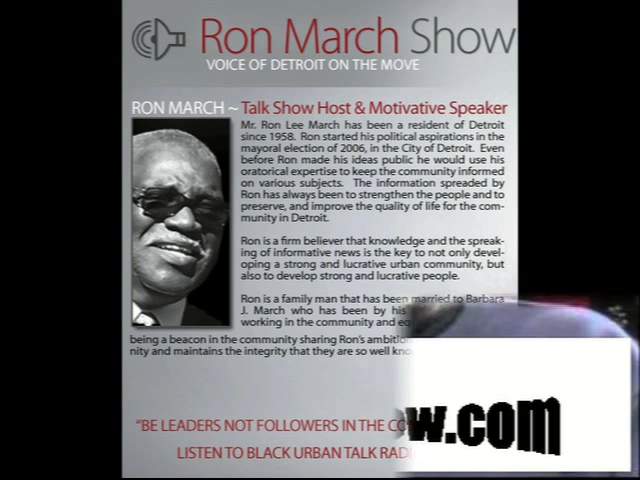 Ron March Show
VOICE OF DETROIT ON THE MOVE
RON MARCH ~ Talk Show Host & Motivative Speaker
Mr. Ron Lee March has been a resident of Detroit
since 1958. Ron started his political aspirations in the
mayoral election of 2006, in the City of Detroit. Even
before Ron made his ideas public he would use his
oratorical expertise to keep the community informed
on various subjects. The information spreaded by
Ron has always been to strengthen the people and to
preserve, and improve the quality of life for the com-
munity in Detroit.
Ron is a firm believer that knowledge and the spreak-
ing of informative news is the key to not only devel-
oping a strong and lucrative urban community, but
also to develop strong and lucrative people.
Ron is a family man that has been married to Barbara
J. March who has been by his
working in the community and
being a beacon in the community sharing Ron's
nity and maintains the integrity that they are so well
"BE LEADERS NOT FOLLOWERS IN THE
LISTEN TO BLACK URBAN TALK
ow.com